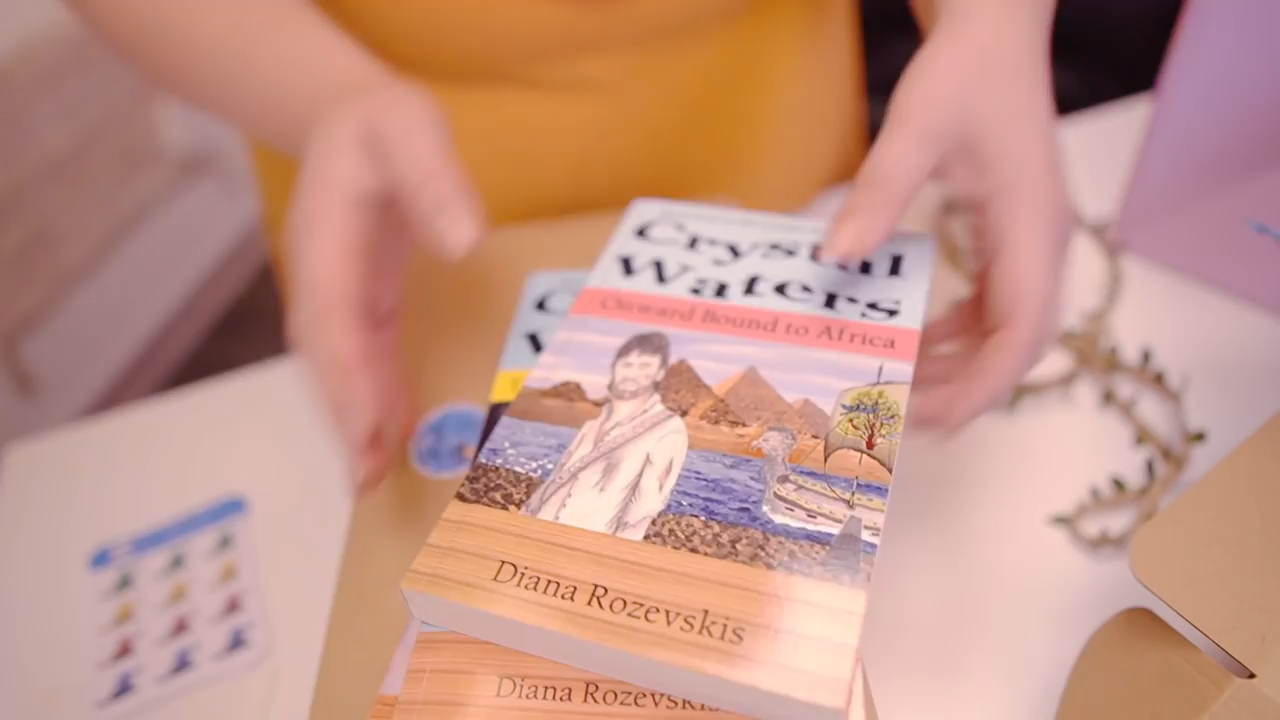 Crystal
Waters
Onward Bound to Africa
Diana Rozevskis
Diana Rozevskis